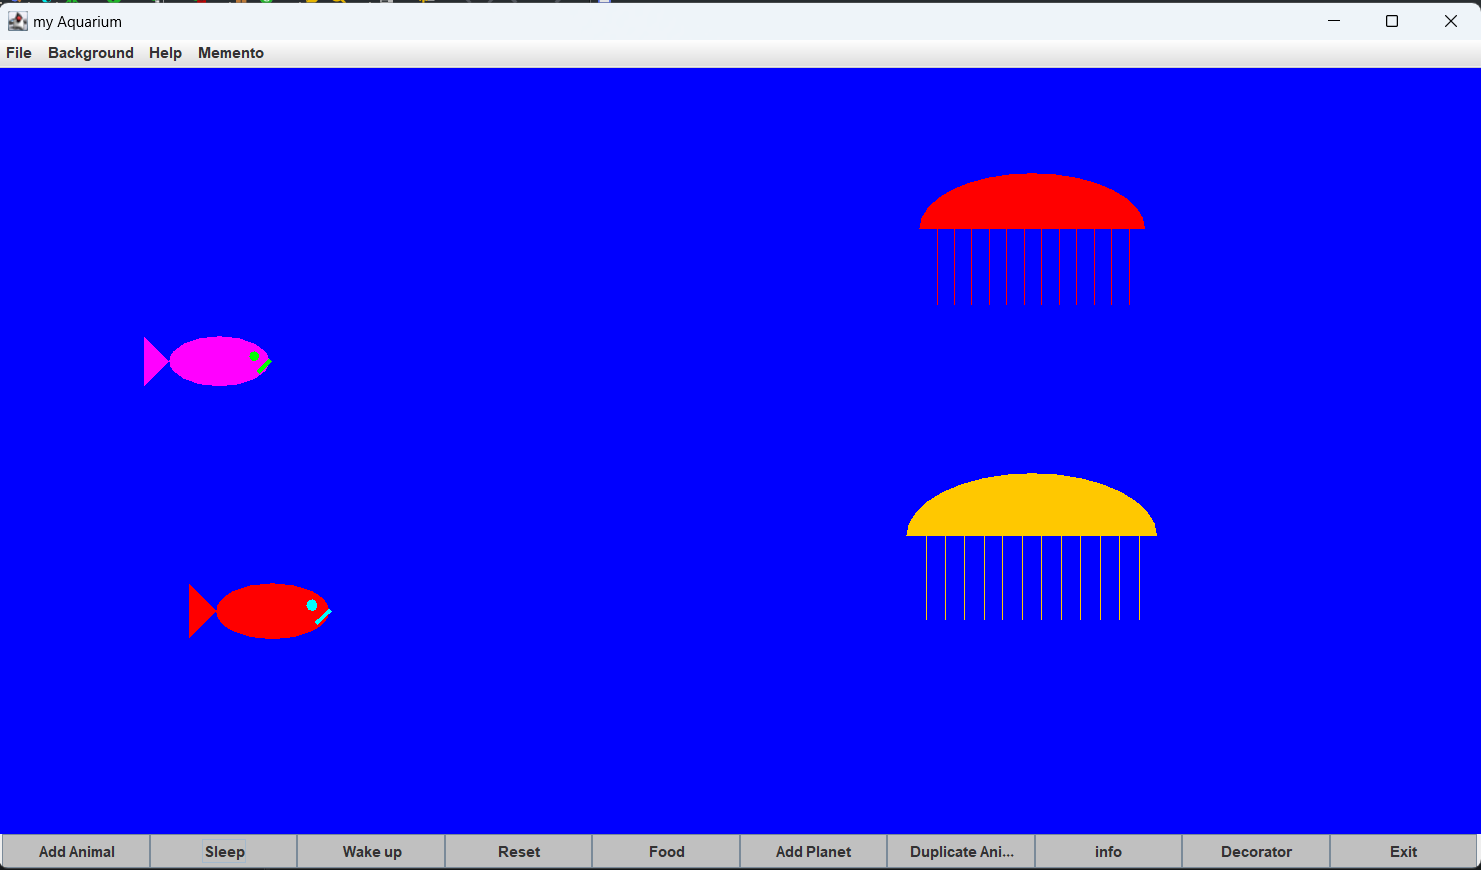 my Aquarium
File Background Help Memento
Add Animal Sleep Wake up Reset Food Add Planet Duplicate Ani... info Decorator Exit